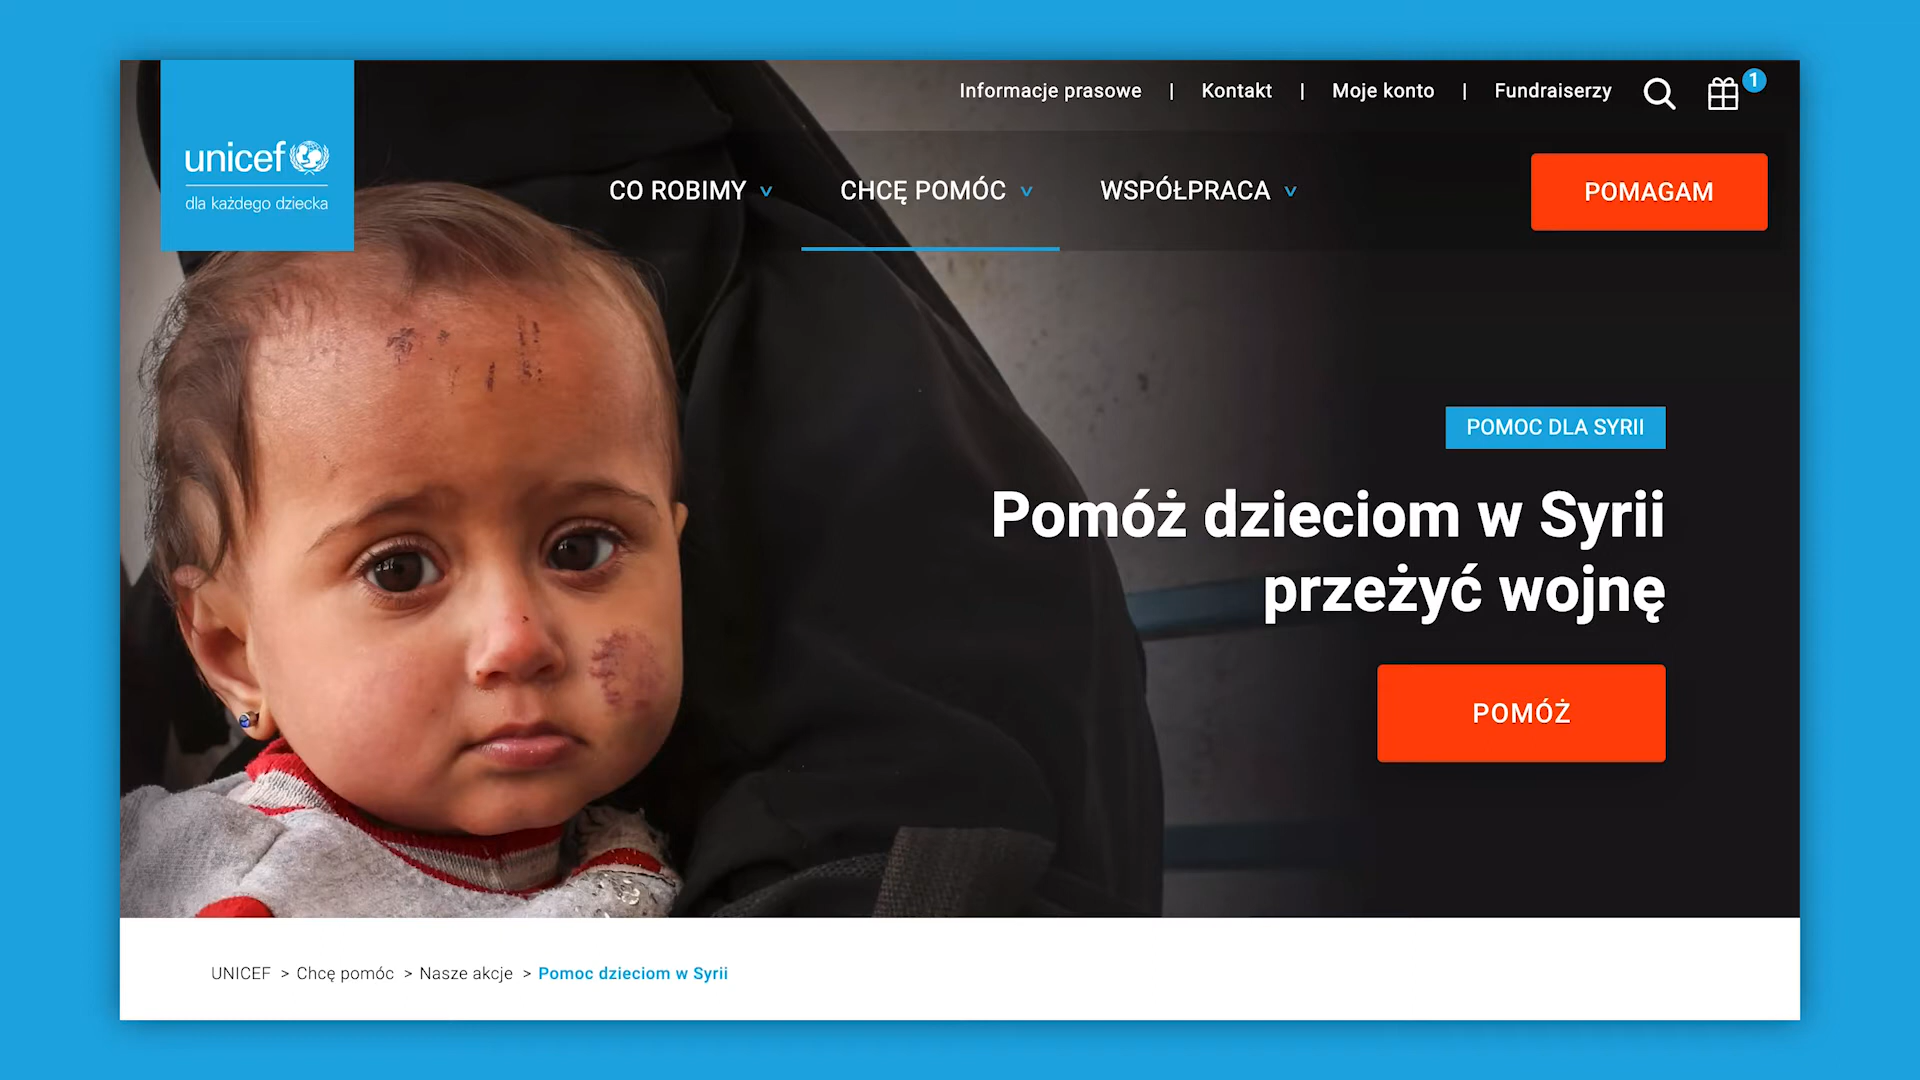 Informacje prasowe | Kontakt | Moje konto | Fundraiserzy 1
unicef
dla każdego dziecka
CO ROBIMY CHCĘ POMÓC WSPÓŁPRACA POMAGAM
POMOC DLA SYRII
Pomóż dzieciom w Syrii
przeżyć wojnę
POMÓŻ
UNICEF > Chcę pomóc > Nasze akcje > Pomoc dzieciom w Syrii